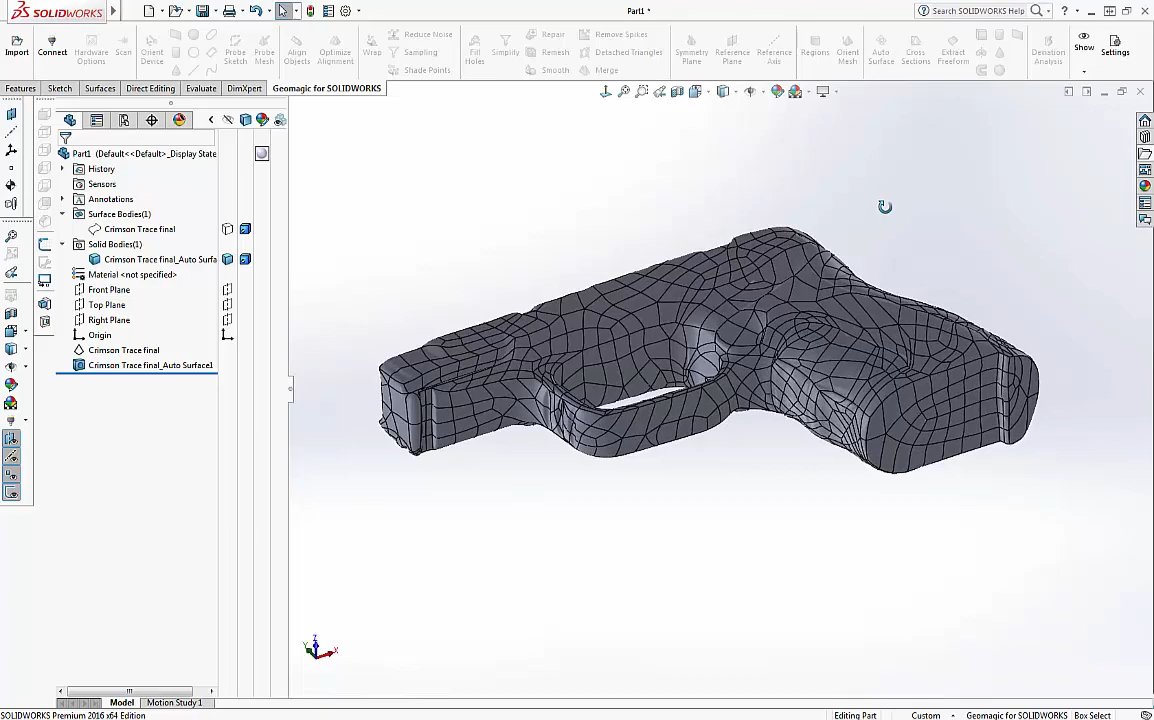 SOLIDWORKS
Part1 *
Search SOLIDWORKS Help
Import
Connect
Hardware Options
Scan
Orient Device
Probe Sketch
Probe Mesh
Align Objects
Optimize Alignment
Wrap
Reduce Noise
Sampling
Shade Points
Fill Holes
Simplify
Repair
Remesh
Smooth
Remove Spikes
Detached Triangles
Merge
Symmetry Plane
Reference Plane
Reference Axis
Regions
Orient Mesh
Auto Surface
Cross Sections
Extract Freeform
Deviation Analysis
Show
Settings
Features
Sketch
Surfaces
Direct Editing
Evaluate
DimXpert
Geomagic for SOLIDWORKS
Part1 (Default<<Default>_Display State
History
Sensors
Annotations
Surface Bodies(1)
Crimson Trace final
Solid Bodies(1)
Crimson Trace final_Auto Surfa
Material <not specified>
Front Plane
Top Plane
Right Plane
Origin
Crimson Trace final
Crimson Trace final_Auto Surface1
Z
Y
X
Model
Motion Study 1
SOLIDWORKS Premium 2016 x64 Edition
Editing Part
Custom
Geomagic for SOLIDWORKS
Box Select